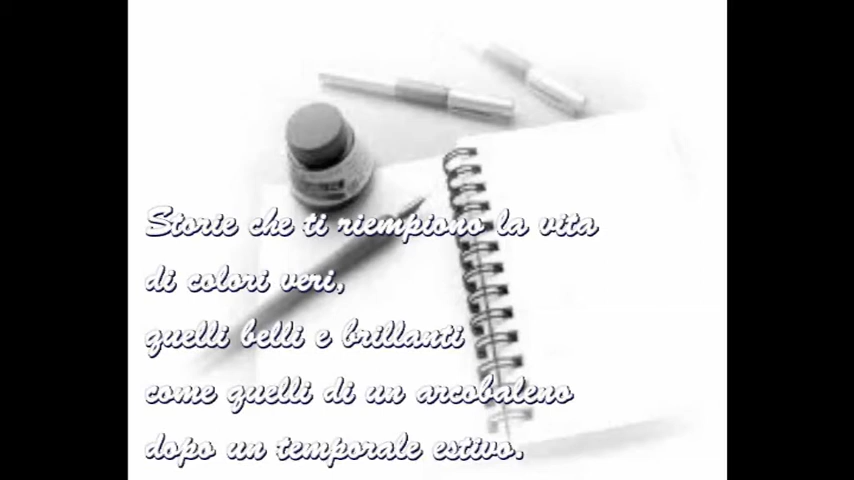 Storie che ti riempiono la vita
di colori veri,
quelli belli e brillanti
come quelli di un arcobaleno
dopo un temporale estivo.